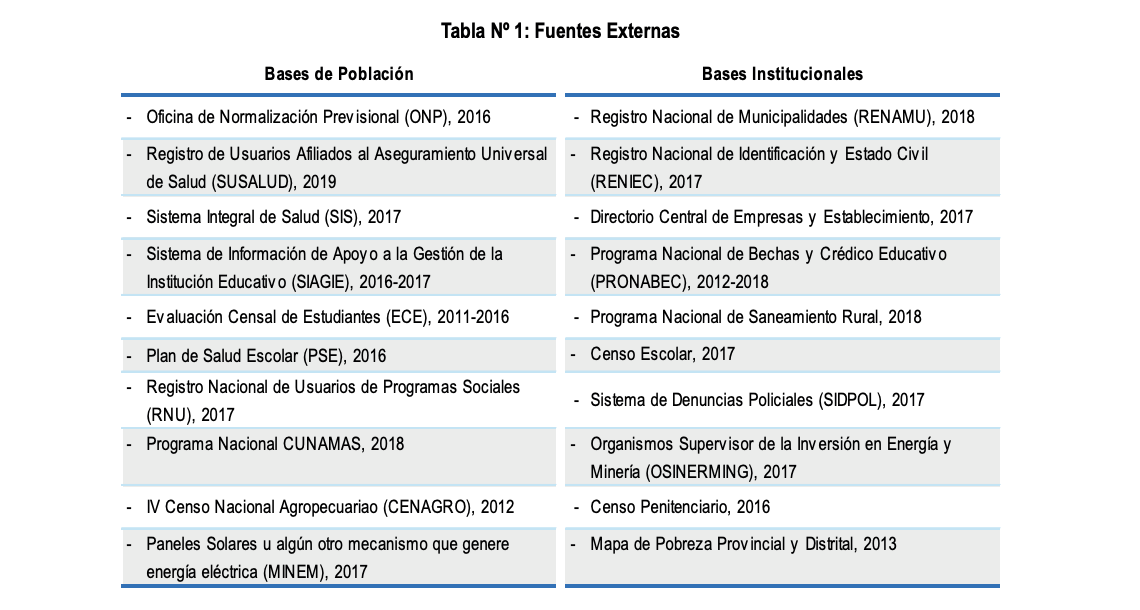 Tabla Nº 1: Fuentes Externas
Bases de Población
- Oficina de Normalización Previsional (ONP), 2016
- Registro de Usuarios Afiliados al Aseguramiento Universal
de Salud (SUSALUD), 2019
- Sistema Integral de Salud (SIS), 2017
- Sistema de Información de Apoyo a la Gestión de la
Institución Educativo (SIAGIE), 2016-2017
- Evaluación Censal de Estudiantes (ECE), 2011-2016
- Plan de Salud Escolar (PSE), 2016
- Registro Nacional de Usuarios de Programas Sociales
(RNU), 2017
- Programa Nacional CUNAMAS, 2018
- IV Censo Nacional Agropecuariao (CENAGRO), 2012
- Paneles Solares u algún otro mecanismo que genere
energía eléctrica (MINEM), 2017
Bases Institucionales
- Registro Nacional de Municipalidades (RENAMU), 2018
- Registro Nacional de Identificación y Estado Civil
(RENIEC), 2017
- Directorio Central de Empresas y Establecimiento, 2017
- Programa Nacional de Bechas y Crédico Educativo
(PRONABEC), 2012-2018
- Programa Nacional de Saneamiento Rural, 2018
- Censo Escolar, 2017
- Sistema de Denuncias Policiales (SIDPOL), 2017
- Organismos Supervisor de la Inversión en Energía y
Minería (OSINERMING), 2017
- Censo Penitenciario, 2016
- Mapa de Pobreza Provincial y Distrital, 2013